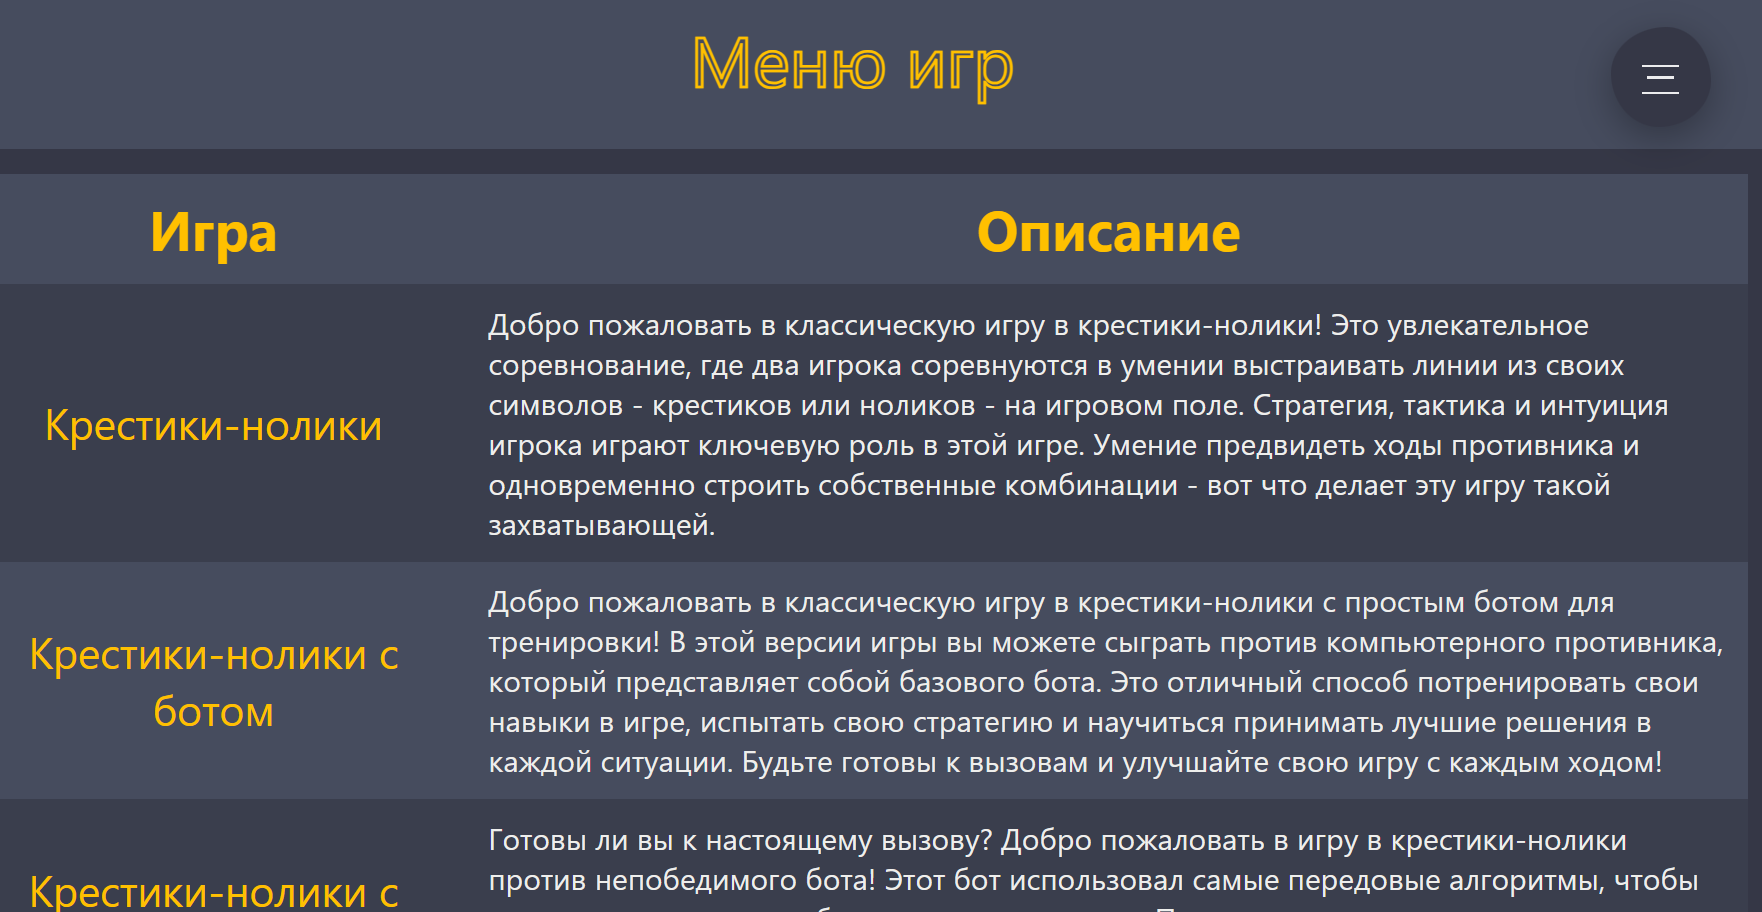 Меню игр
Игра
Описание
Крестики-нолики
Добро пожаловать в классическую игру в крестики-нолики! Это увлекательное
соревнование, где два игрока соревнуются в умении выстраивать линии из своих
символов - крестиков или ноликов - на игровом поле. Стратегия, тактика и интуиция
игрока играют ключевую роль в этой игре. Умение предвидеть ходы противника и
одновременно строить собственные комбинации - вот что делает эту игру такой
захватывающей.
Крестики-нолики с
ботом
Добро пожаловать в классическую игру в крестики-нолики с простым ботом для
тренировки! В этой версии игры вы можете сыграть против компьютерного противника,
который представляет собой базового бота. Это отличный способ потренировать свои
навыки в игре, испытать свою стратегию и научиться принимать лучшие решения в
каждой ситуации. Будьте готовы к вызовам и улучшайте свою игру с каждым ходом!
Крестики-нолики с
Готовы ли вы к настоящему вызову? Добро пожаловать в игру в крестики-нолики
против непобедимого бота! Этот бот использовал самые передовые алгоритмы, чтобы